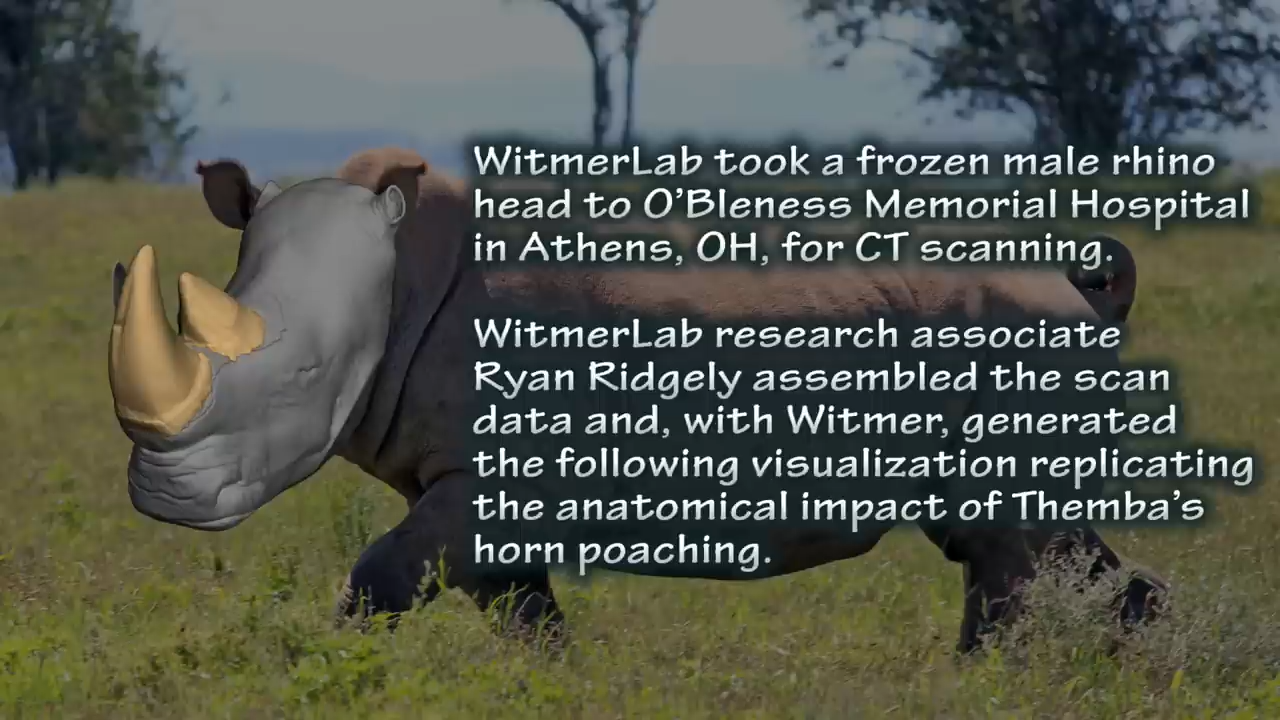 WitmerLab took a frozen male rhino
head to O’Bleness Memorial Hospital
in Athens, OH, for CT scanning.
WitmerLab research associate
Ryan Ridgely assembled the scan
data and, with Witmer, generated
the following visualization replicating
the anatomical impact of Themba’s
horn poaching.